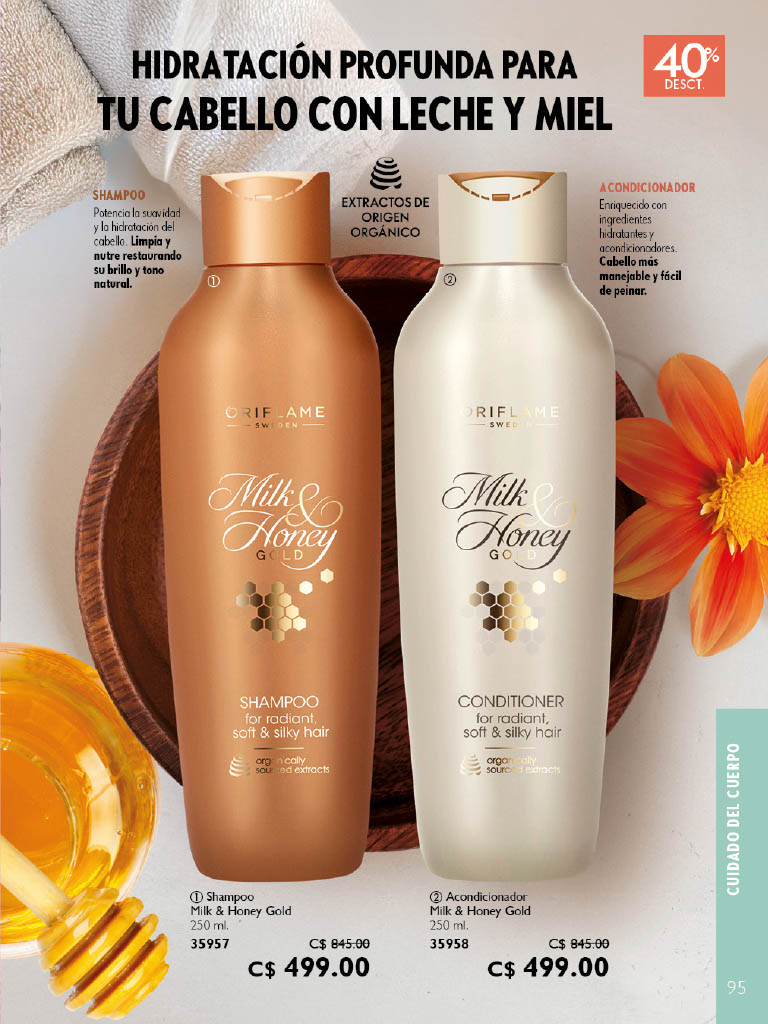 HIDRATACIÓN PROFUNDA PARA
TU CABELLO CON LECHE Y MIEL
40%
DESCT.
SHAMPOO
Potencia la suavidad
y la hidratación del
cabello. Limpia y
nutre restaurando
su brillo y tono
natural.
EXTRACTOS DE
ORIGEN
ORGÁNICO
ACONDICIONADOR
Enriquecido con
ingredientes
hidratantes y
acondicionadores.
Cabello más
manejable y fácil
de peinar.
①
②
ORIFLAME
SWEDEN
Milk &
Honey
GOLD
SHAMPOO
for radiant,
soft & silky hair
organically
sourced extracts
ORIFLAME
SWEDEN
Milk &
Honey
GOLD
CONDITIONER
for radiant,
soft & silky hair
organically
sourced extracts
① Shampoo
Milk & Honey Gold
250 ml.
35957 C$ 845.00
C$ 499.00
② Acondicionador
Milk & Honey Gold
250 ml.
35958 C$ 845.00
C$ 499.00
CUIDADO DEL CUERPO
95